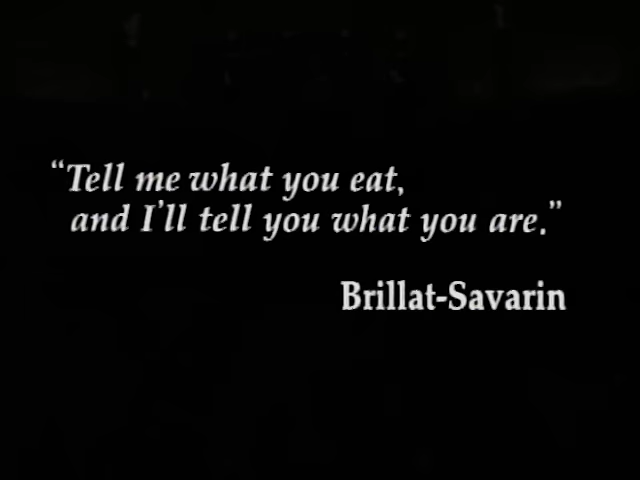 “Tell me what you eat,
and I'll tell you what you are.”
Brillat-Savarin